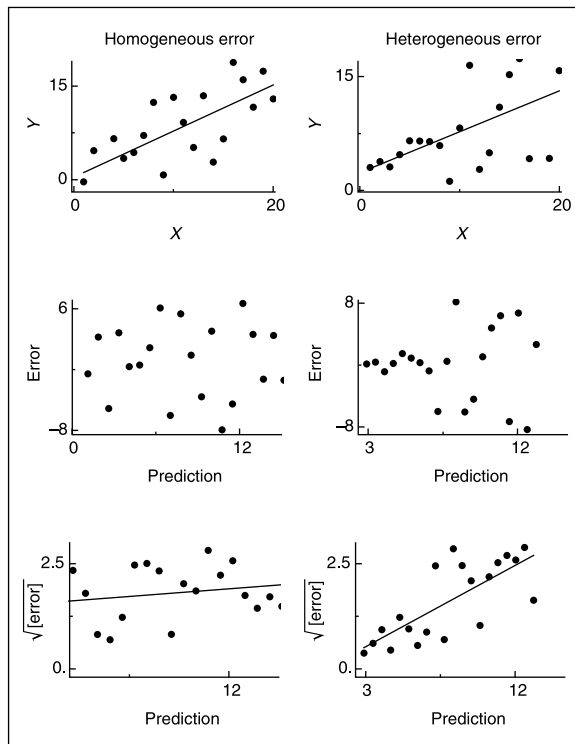 Homogeneous error
Heterogeneous error
Y
15
0
0
20
X
Y
15
0
0
20
X
Error
6
−8
0
12
Prediction
Error
8
−8
3
12
Prediction
√[error]
2.5
0.
12
Prediction
√[error]
2.5
0.
3
12
Prediction